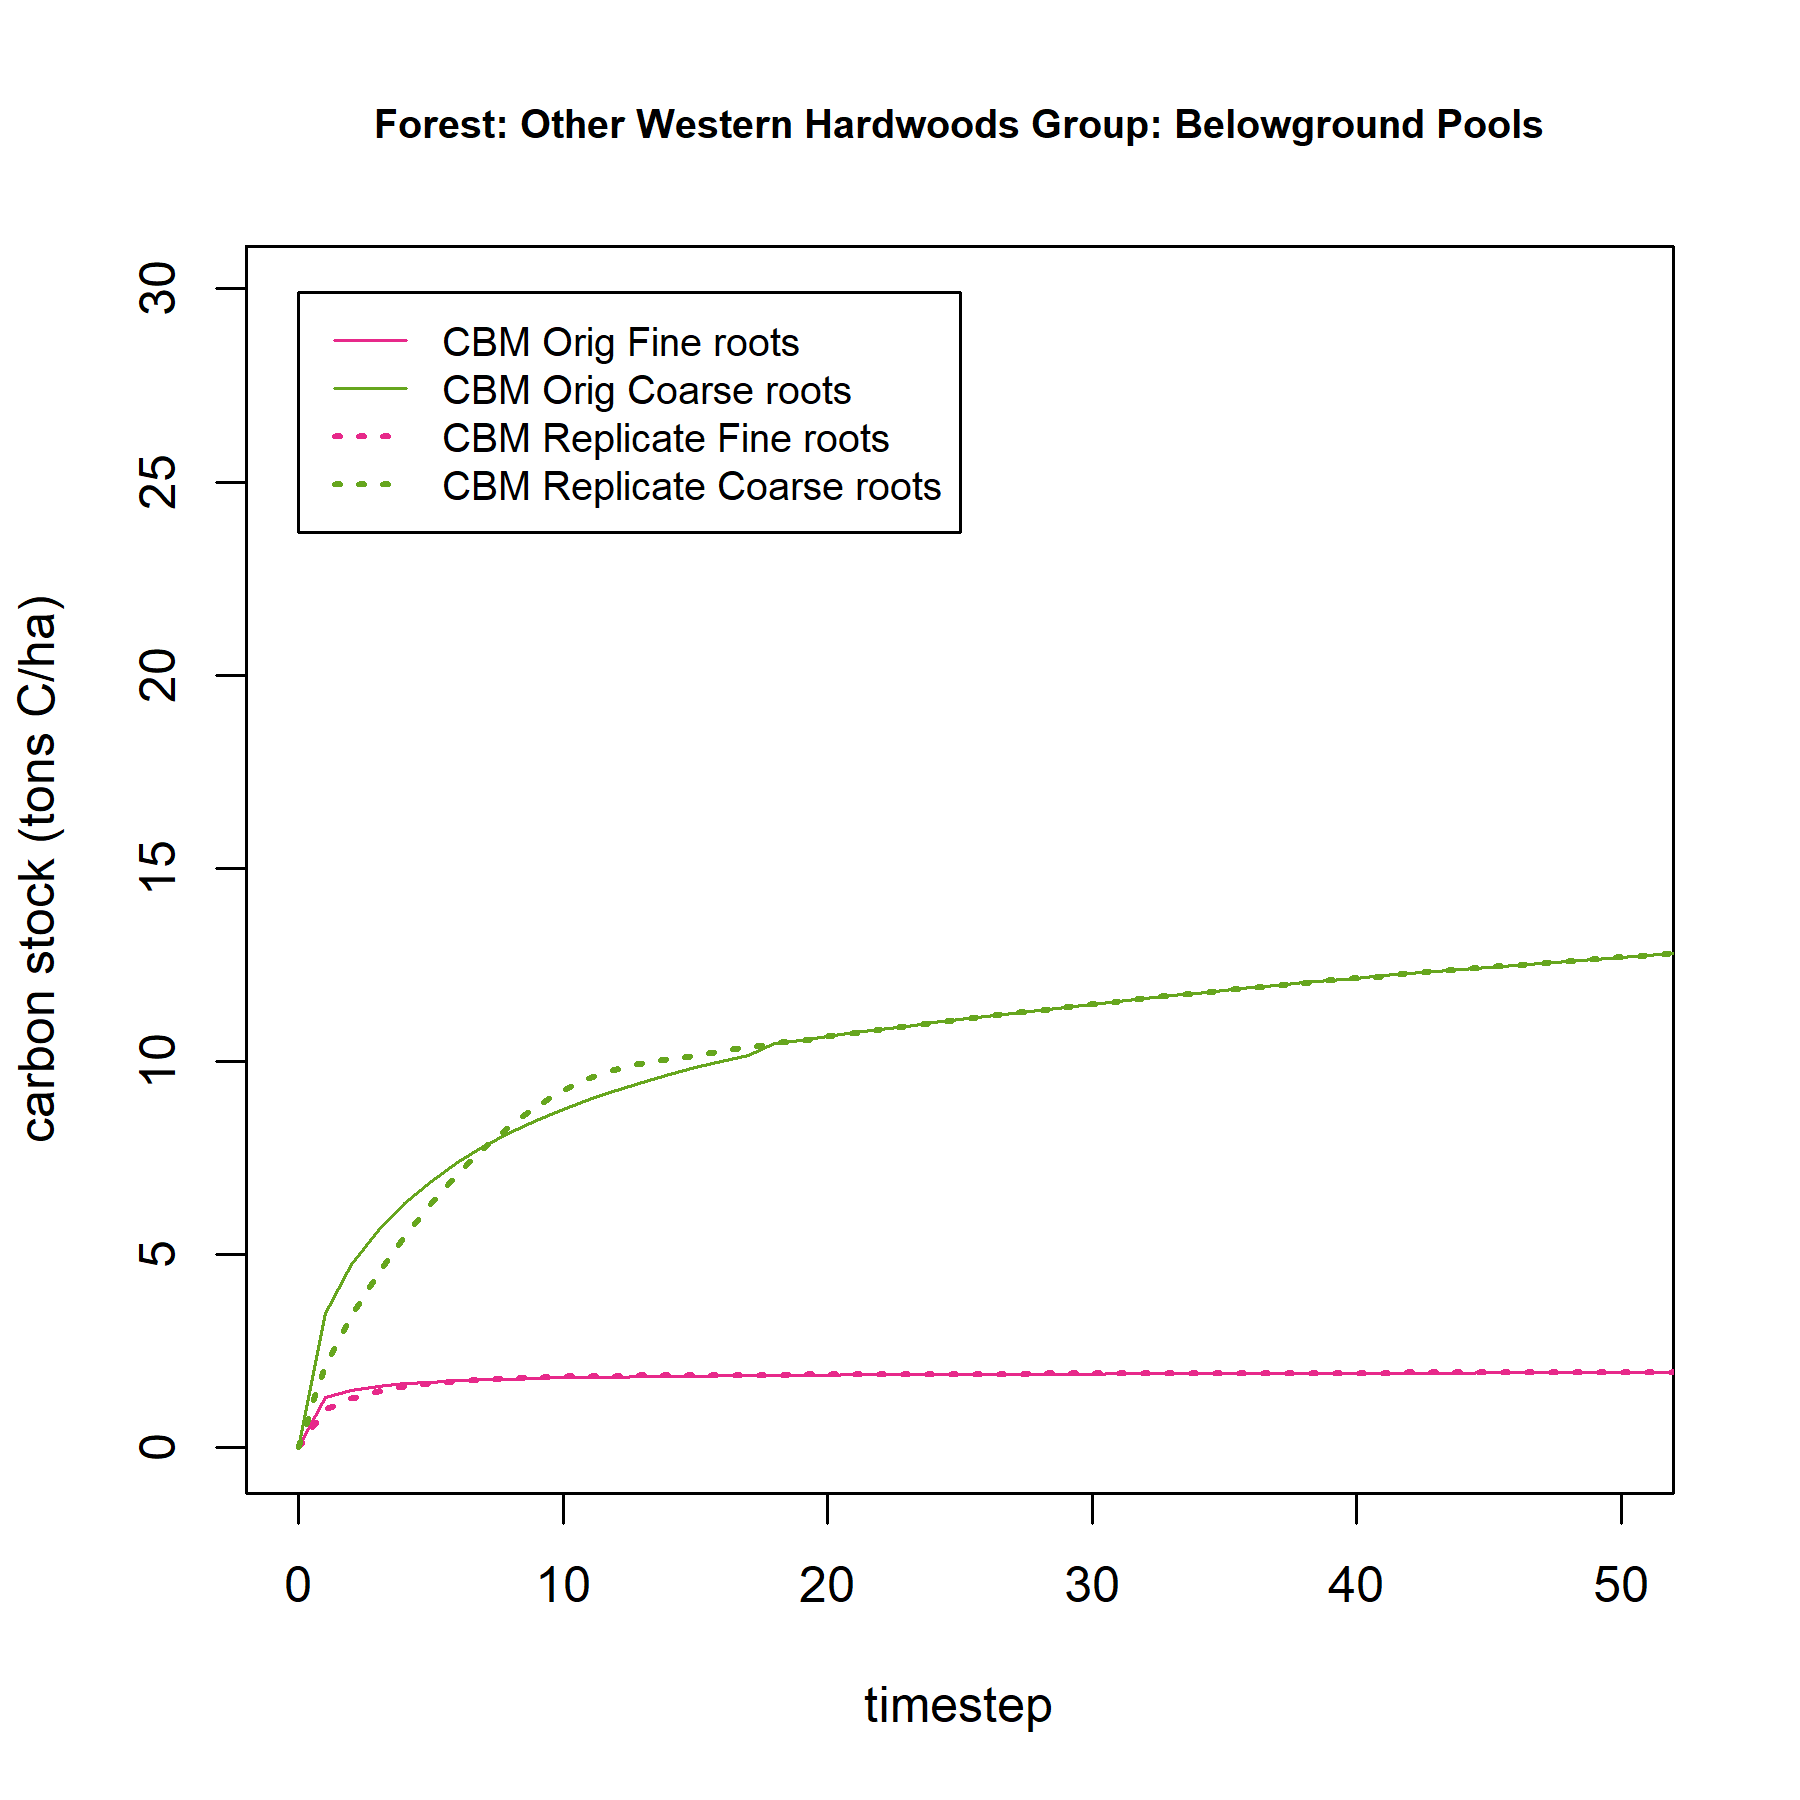 Forest: Other Western Hardwoods Group: Belowground Pools
30
25
20
15
10
5
0
carbon stock (tons C/ha)
CBM Orig Fine roots
CBM Orig Coarse roots
CBM Replicate Fine roots
CBM Replicate Coarse roots
0 10 20 30 40 50
timestep